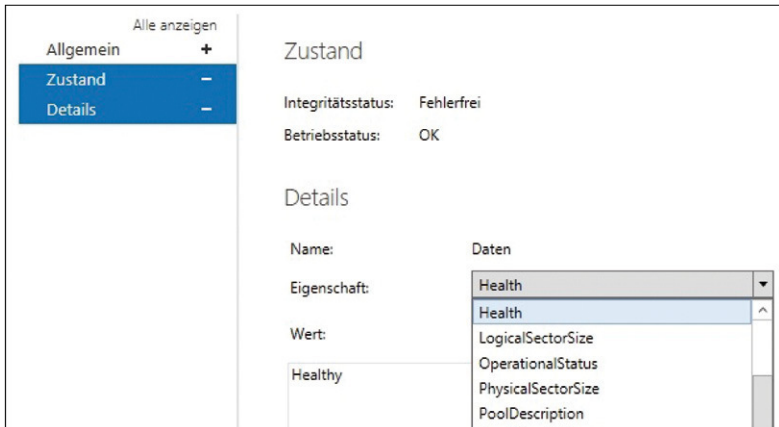 Alle anzeigen
Allgemein +
Zustand –
Details –
Zustand
Integritätsstatus: Fehlerfrei
Betriebsstatus: OK
Details
Name: Daten
Eigenschaft: Health
Health
LogicalSectorSize
OperationalStatus
PhysicalSectorSize
PoolDescription
Wert:
Healthy